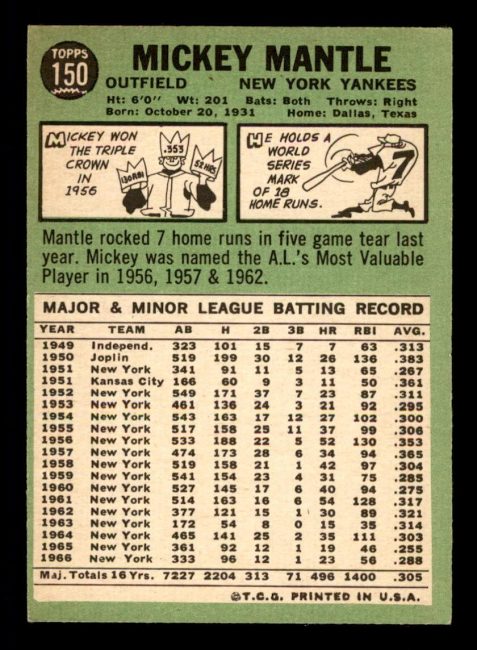 TOPPS
150
MICKEY MANTLE
OUTFIELD NEW YORK YANKEES
Ht: 6'0" Wt: 201 Bats: Both Throws: Right
Born: October 20, 1931 Home: Dallas, Texas
MICKEY WON
THE TRIPLE
CROWN IN
1956
130RBI
.353
52HRS
HE HOLDS A
WORLD
SERIES
MARK
OF 18
HOME RUNS.
7
Mantle rocked 7 home runs in five game tear last
year. Mickey was named the A.L.'s Most Valuable
Player in 1956, 1957 & 1962.
MAJOR & MINOR LEAGUE BATTING RECORD
YEAR TEAM AB H 2B 3B HR RBI AVG.
1949 Independ. 323 101 15 7 7 63 .313
1950 Joplin 519 199 30 12 26 136 .383
1951 New York 341 91 11 5 13 65 .267
1951 Kansas City 166 60 9 3 11 50 .361
1952 New York 549 171 37 7 23 87 .311
1953 New York 461 136 24 3 21 92 .295
1954 New York 543 163 17 12 27 102 .300
1955 New York 517 158 25 11 37 99 .306
1956 New York 533 188 22 5 52 130 .353
1957 New York 474 173 28 6 34 94 .365
1958 New York 519 158 21 1 42 97 .304
1959 New York 541 154 23 4 31 75 .285
1960 New York 527 145 17 6 40 94 .275
1961 New York 514 163 16 6 54 128 .317
1962 New York 377 121 15 1 30 89 .321
1963 New York 172 54 8 0 15 35 .314
1964 New York 465 141 25 2 35 111 .303
1965 New York 361 92 12 1 19 46 .255
1966 New York 333 96 12 1 23 56 .288
Maj. Totals 16 Yrs. 7227 2204 313 71 496 1400 .305
©T.C.G. PRINTED IN U.S.A.